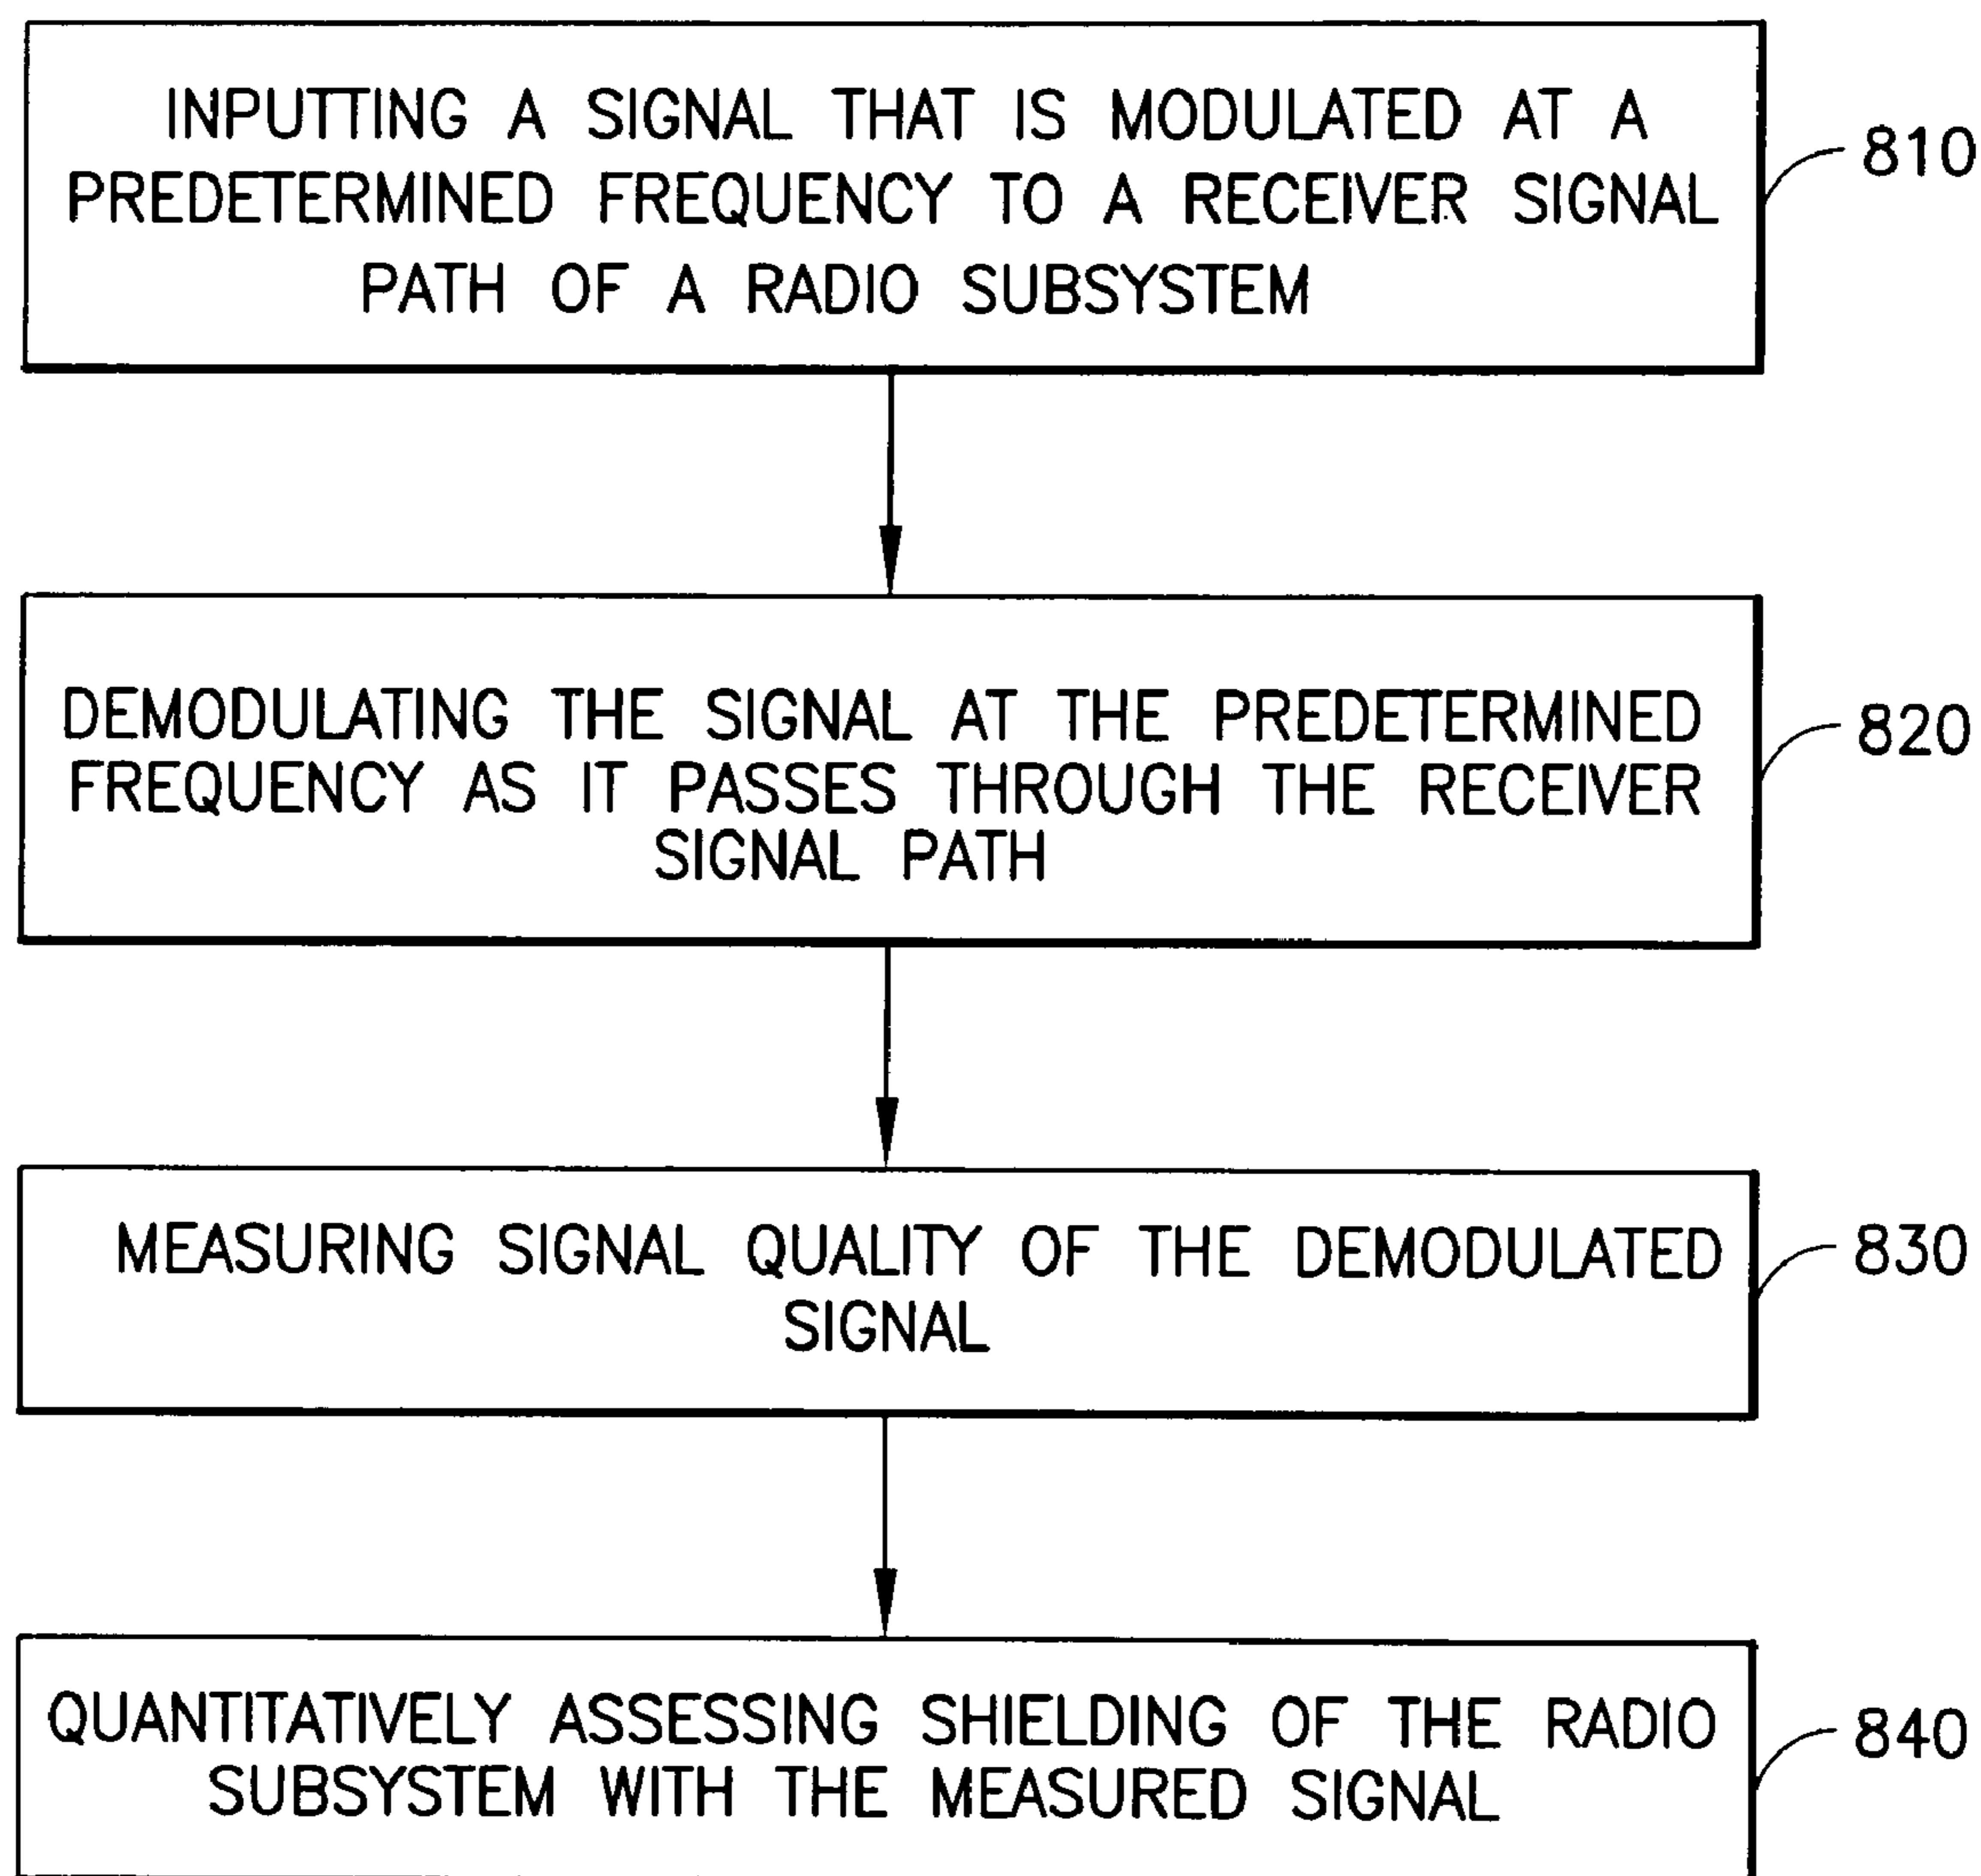 INPUTTING A SIGNAL THAT IS MODULATED AT A
PREDETERMINED FREQUENCY TO A RECEIVER SIGNAL
PATH OF A RADIO SUBSYSTEM
810
DEMODULATING THE SIGNAL AT THE PREDETERMINED
FREQUENCY AS IT PASSES THROUGH THE RECEIVER
SIGNAL PATH
820
MEASURING SIGNAL QUALITY OF THE DEMODULATED
SIGNAL
830
QUANTITATIVELY ASSESSING SHIELDING OF THE RADIO
SUBSYSTEM WITH THE MEASURED SIGNAL
840